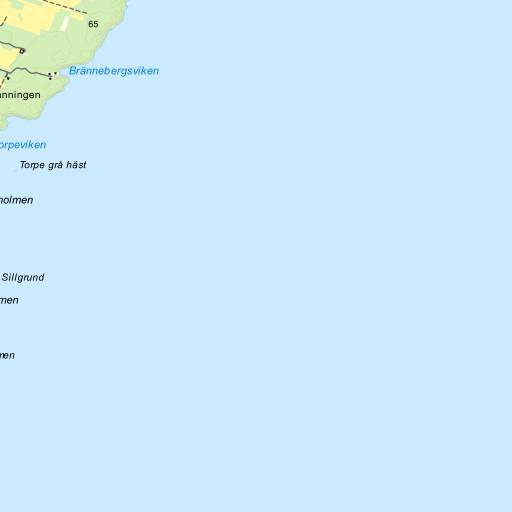 65
Brännebergsviken
nningen
orpeviken
Torpe grå häst
holmen
Sillgrund
men
men